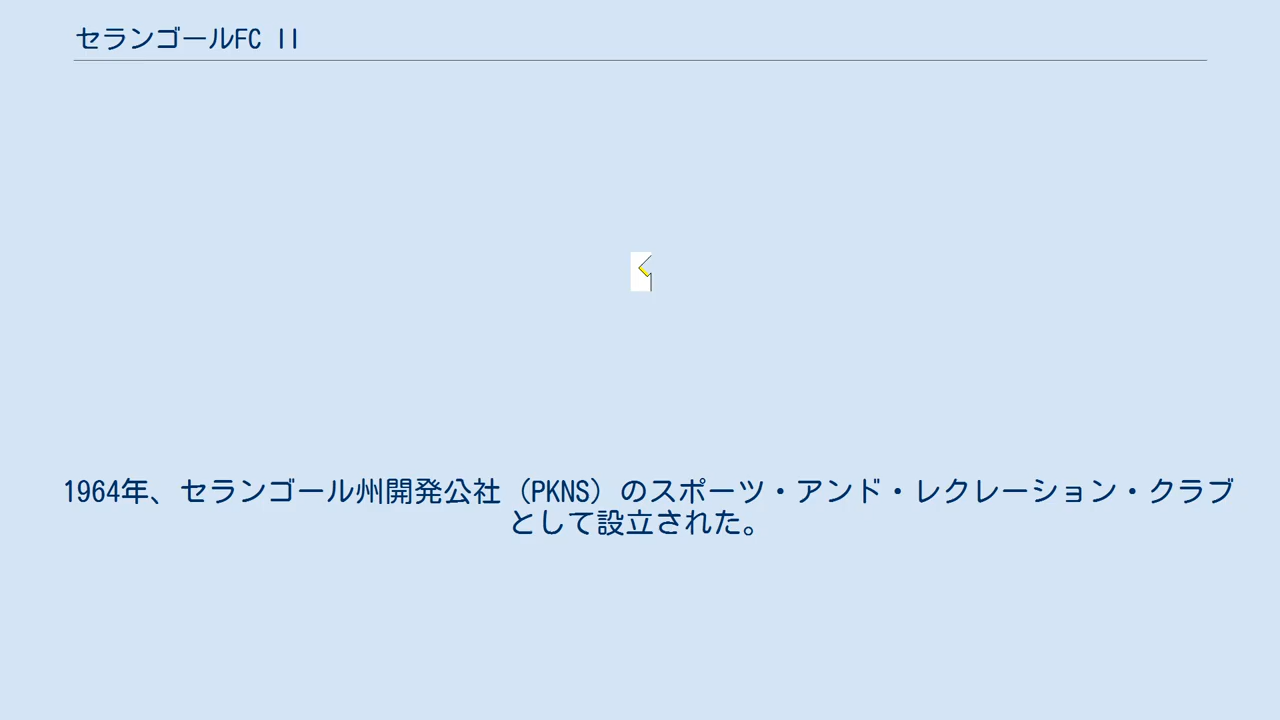 セランゴールFC II
1964年、セランゴール州開発公社（PKNS）のスポーツ・アンド・レクレーション・クラブ
として設立された。